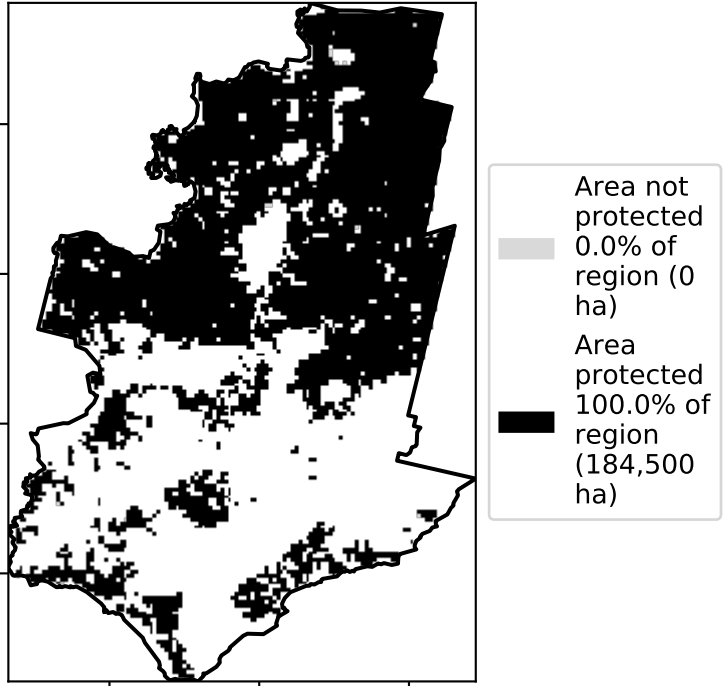 Area not
protected
0.0% of
region (0
ha)
Area
protected
100.0% of
region
(184,500
ha)